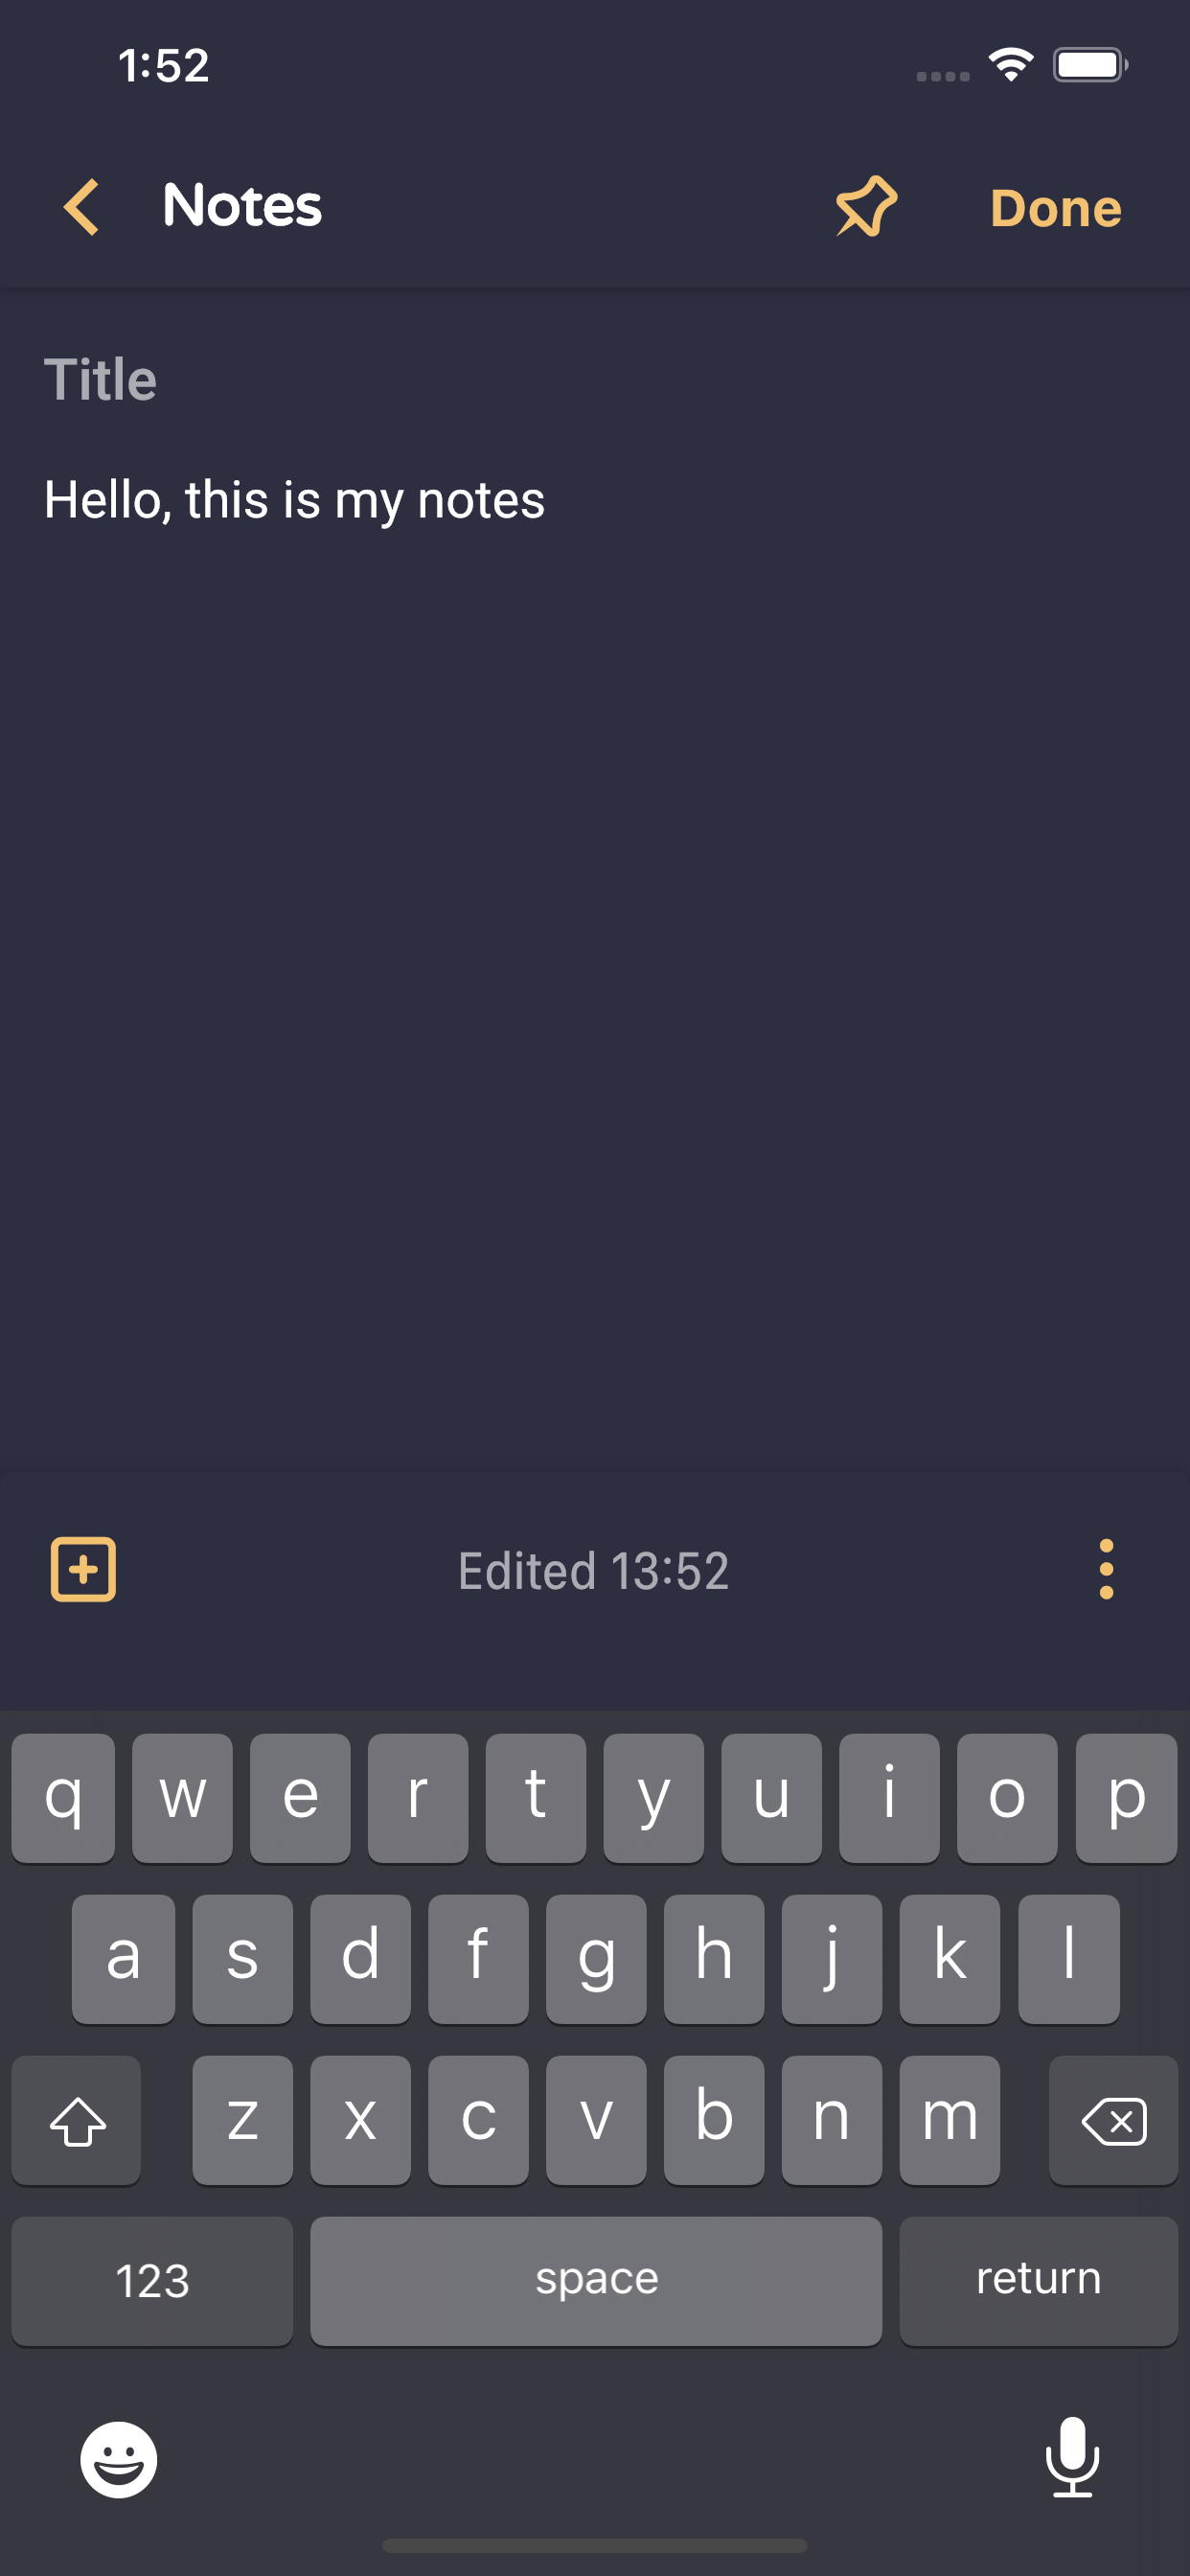 1:52
Notes
Done
Title
Hello, this is my notes
Edited 13:52
q w e r t y u i o p
a s d f g h j k l
z x c v b n m
123 space return